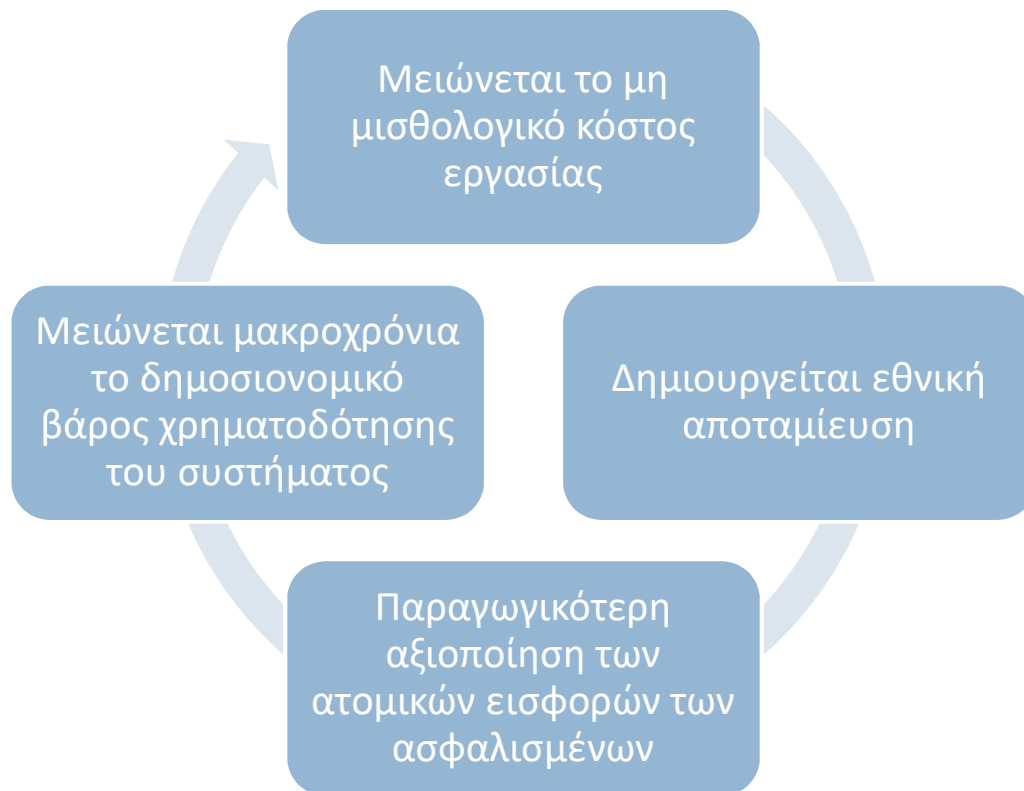 Μειώνεται το μη
μισθολογικό κόστος
εργασίας
Δημιουργείται εθνική
αποταμίευση
Παραγωγικότερη
αξιοποίηση των
ατομικών εισφορών των
ασφαλισμένων
Μειώνεται μακροχρόνια
το δημοσιονομικό
βάρος χρηματοδότησης
του συστήματος